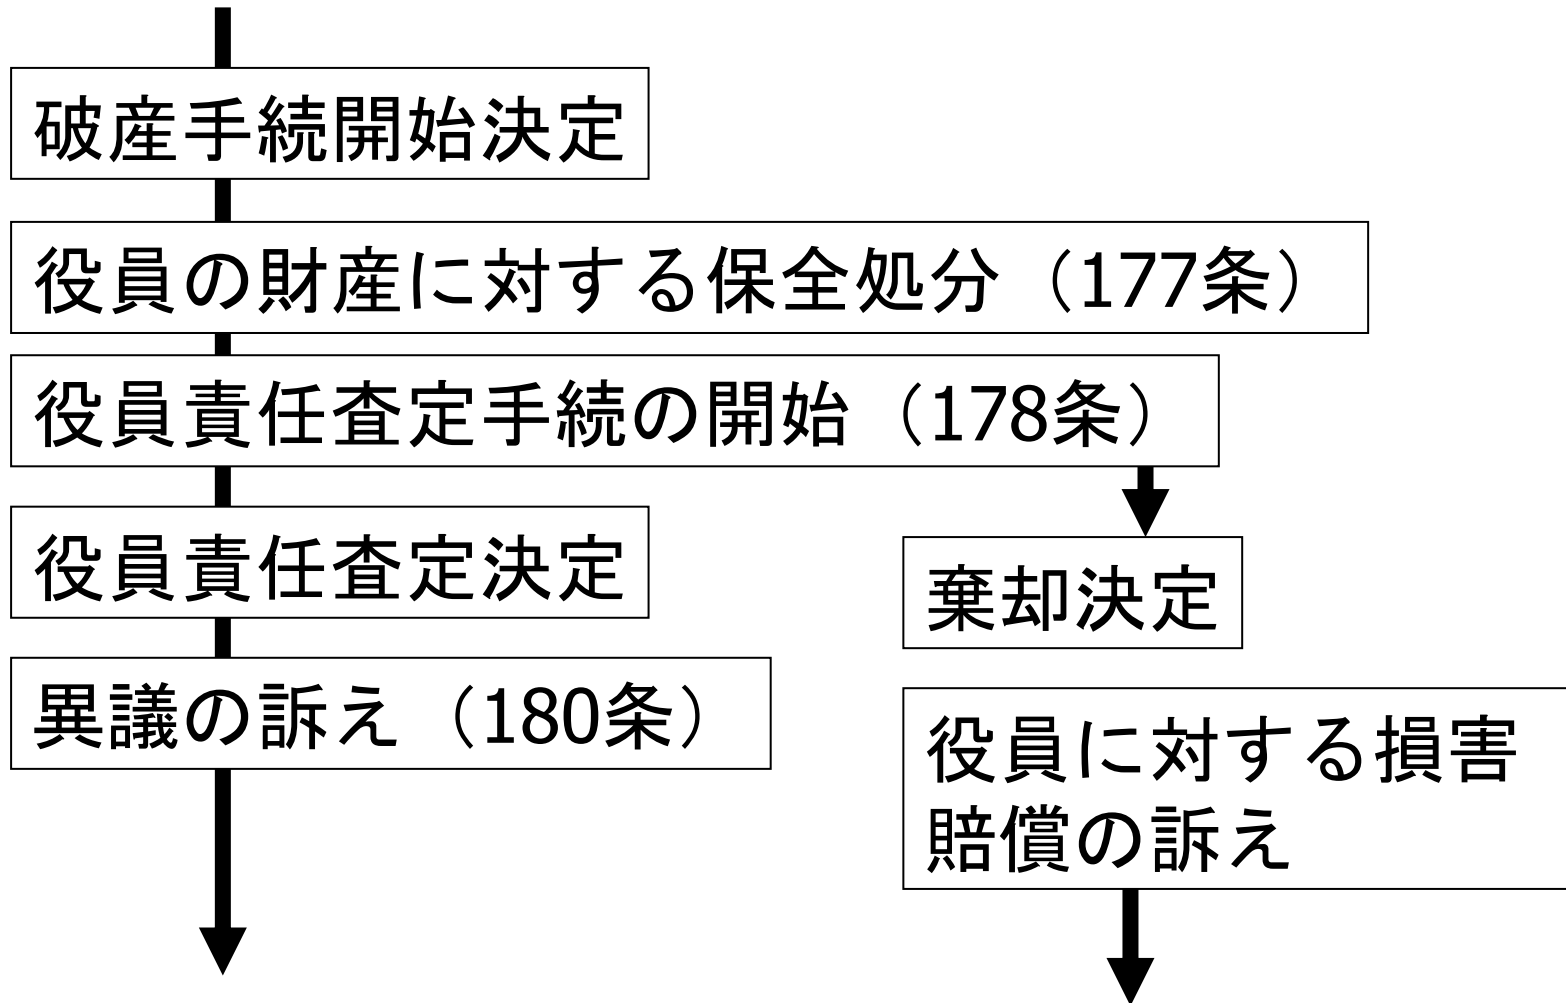 破産手続開始決定
役員の財産に対する保全処分（177条）
役員責任査定手続の開始（178条）
役員責任査定決定
棄却決定
異議の訴え（180条）
役員に対する損害
賠償の訴え